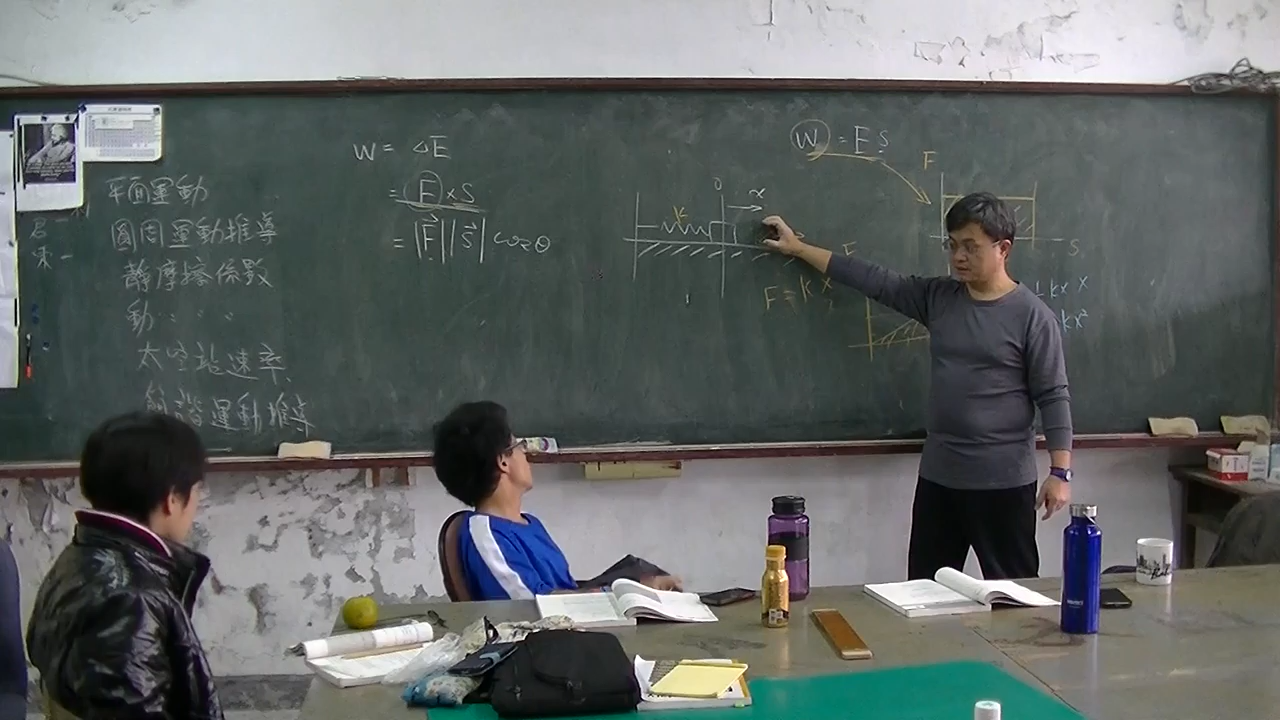 平面運動
圓周運動推導
靜摩擦係數
動〃〃〃
太空站速率
簡諧運動推導
W = ΔE
= F × S
= |F⃗||S⃗| cosθ
0
x
K
F = k x
W = F S
F
S
F
kx x
kx²